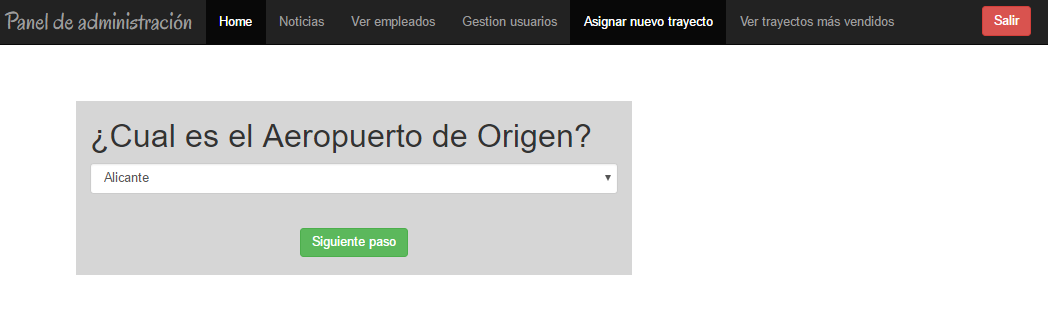 Panel de administración Home Noticias Ver empleados Gestion usuarios Asignar nuevo trayecto Ver trayectos más vendidos Salir
¿Cual es el Aeropuerto de Origen?
Alicante
Siguiente paso